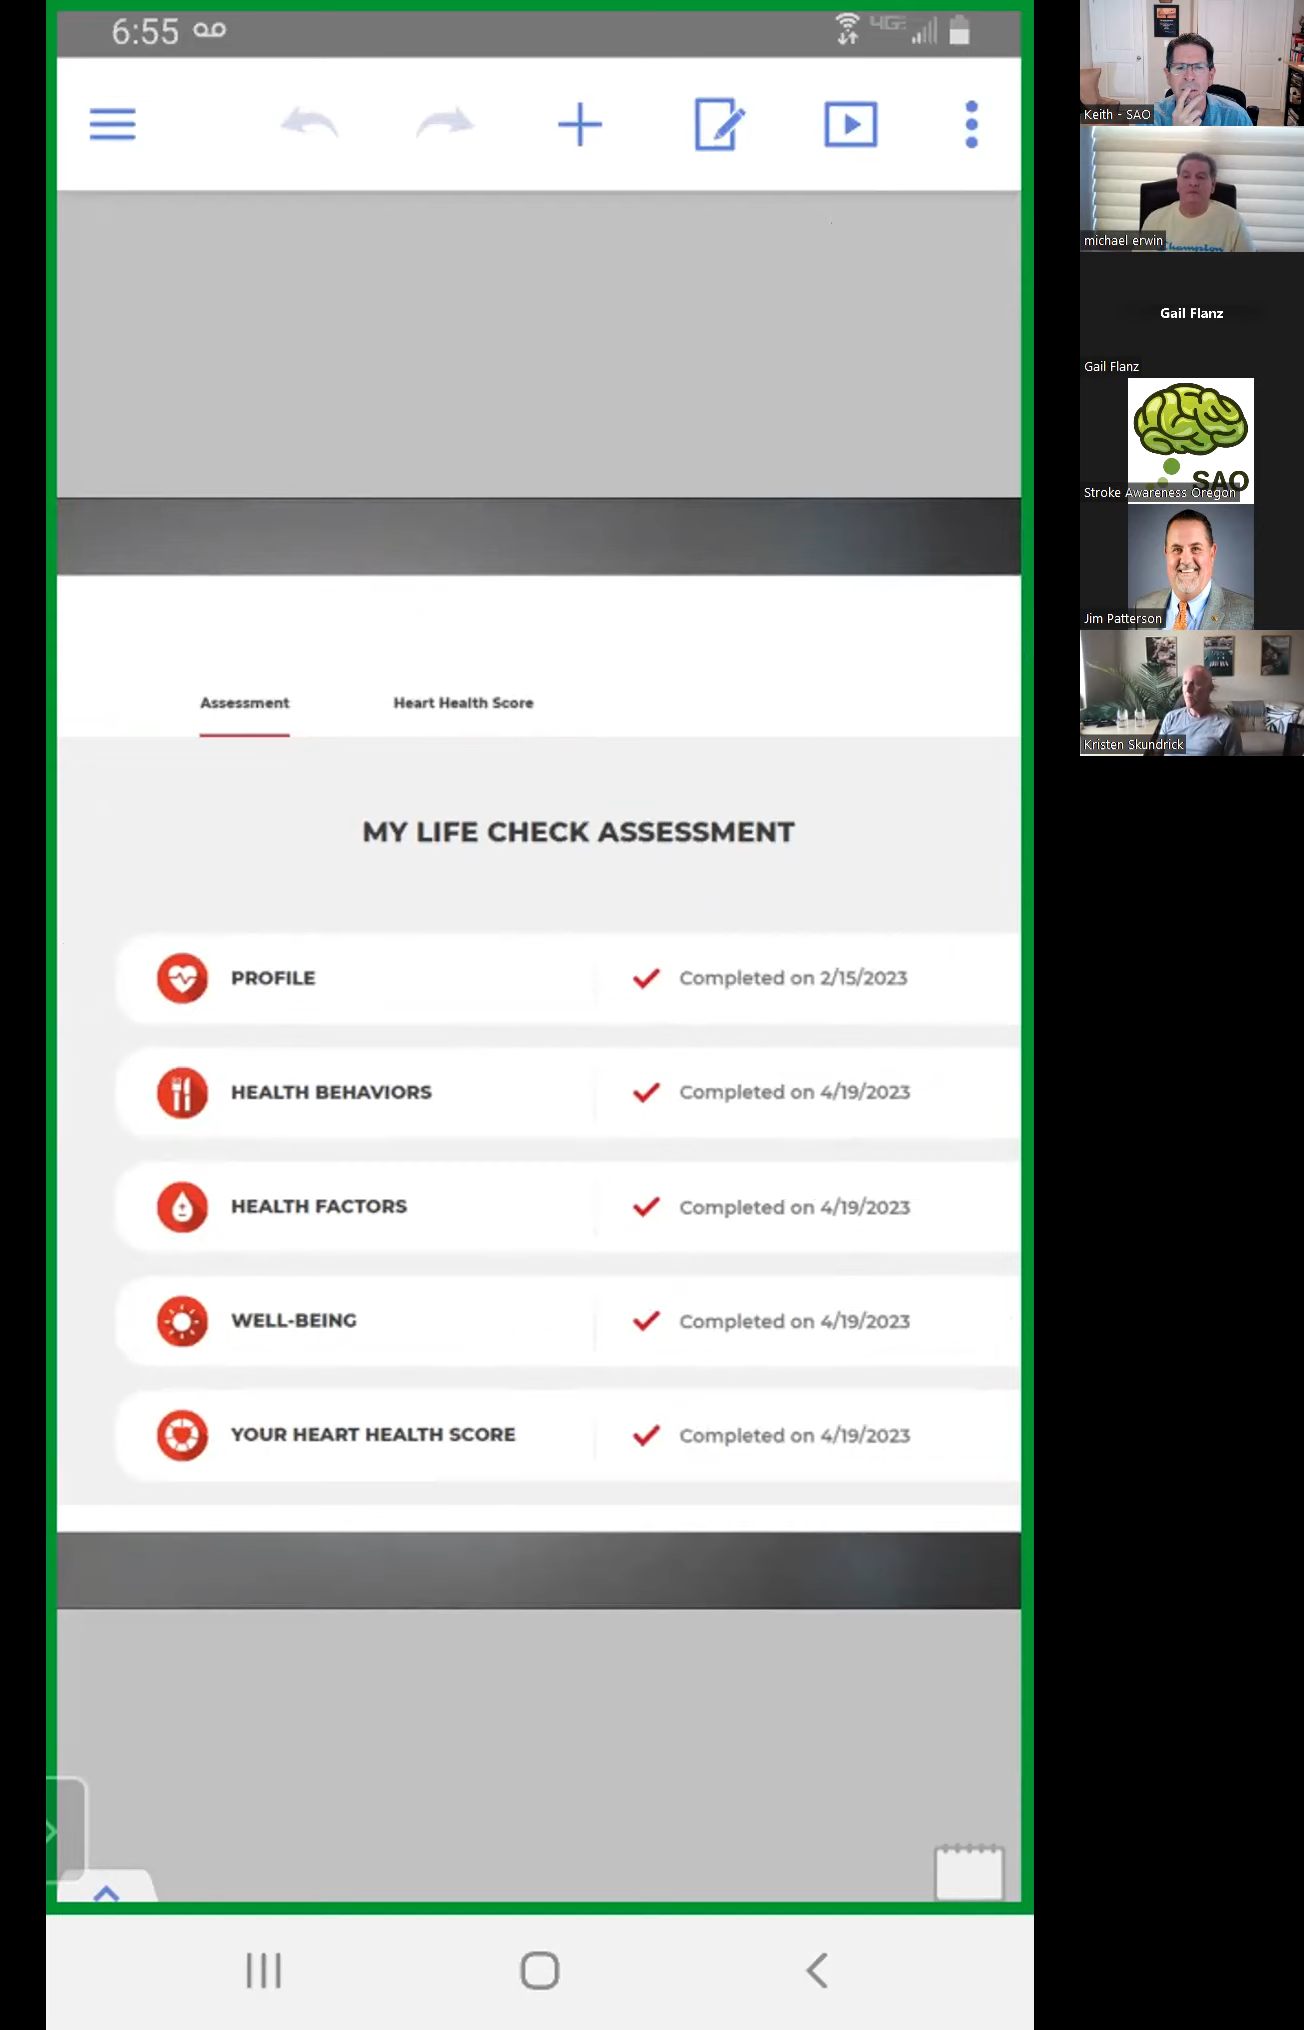 6:55
4G
Assessment
Heart Health Score
MY LIFE CHECK ASSESSMENT
PROFILE
Completed on 2/15/2023
HEALTH BEHAVIORS
Completed on 4/19/2023
HEALTH FACTORS
Completed on 4/19/2023
WELL-BEING
Completed on 4/19/2023
YOUR HEART HEALTH SCORE
Completed on 4/19/2023
Keith - SAO
Champion
michael erwin
Gail Flanz
Gail Flanz
SAO
Stroke Awareness Oregon
Jim Patterson
Kristen Skundrick